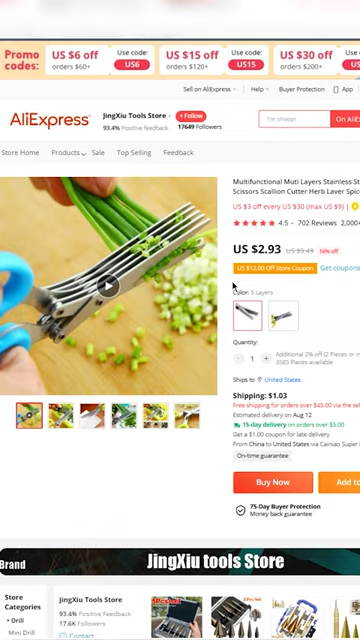 Promo codes:
US $6 off
orders $60+
Use code:
US6
US $15 off
orders $120+
Use code:
US15
US $30 off
orders $200+
Use code:
Sell on AliExpress
Help
Buyer Protection
App
AliExpress
JingXiu Tools Store
93.4% Positive feedback
+ Follow
17649 Followers
I'm shoppi
On AliE
Store Home
Products
Sale
Top Selling
Feedback
Multifunctional Muti Layers Stainless St
Scissors Scallion Cutter Herb Laver Spic
US $3 off every US $30 (max US $9)
4.5
702 Reviews
2,000+
US $2.93
US $3.49
16% off
US $12.00 Off Store Coupon
Get coupons
Color: 5 Layers
Quantity:
1
Additional 2% off (2 Pieces or m
3585 Pieces available
Ships to
United States
Shipping: $1.03
Free shipping for orders over $45.00 via the sel
Estimated delivery on Aug 12
15-day delivery on orders over $5.00
Get a $1.00 coupon for late delivery
From China to United States via Cainiao Super
On-time guarantee
Buy Now
Add to
75-Day Buyer Protection
Money back guarantee
Brand
JingXiu tools Store
Store
Categories
Drill
Mini Drill
JingXiu Tools Store
93.4% Positive Feedback
17.6K Followers
Contact